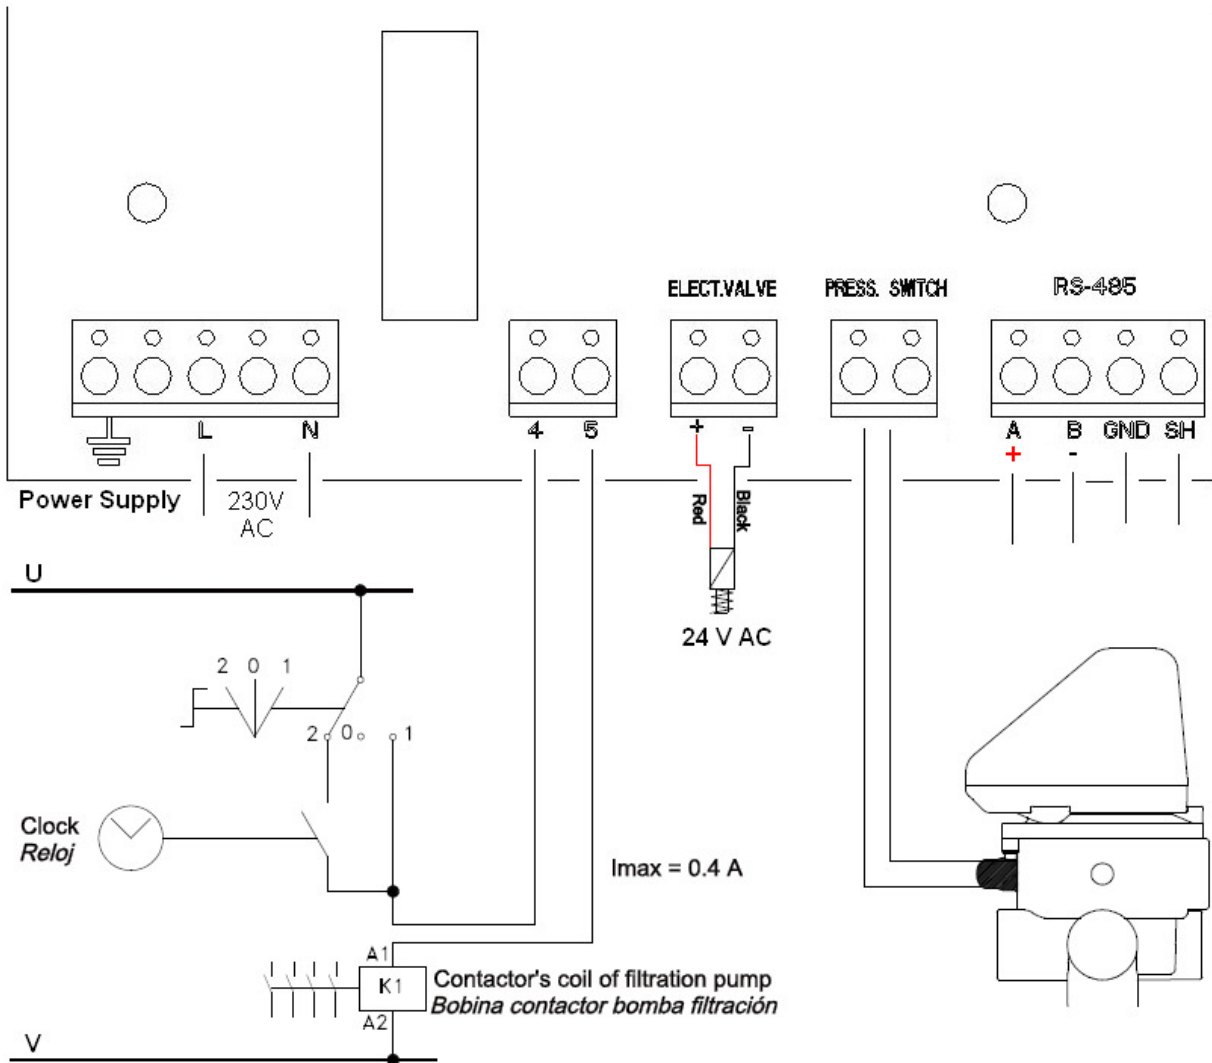 ELECT.VALVE
PRESS. SWITCH
RS-485
L
N
4
5
+
-
A
B
GND
SH
+
-
Power Supply
230V
AC
Red
Black
U
24 V AC
2 0 1
2 0 1
Clock
Reloj
Imax = 0.4 A
A1
K1
Contactor's coil of filtration pump
Bobina contactor bomba filtración
A2
V